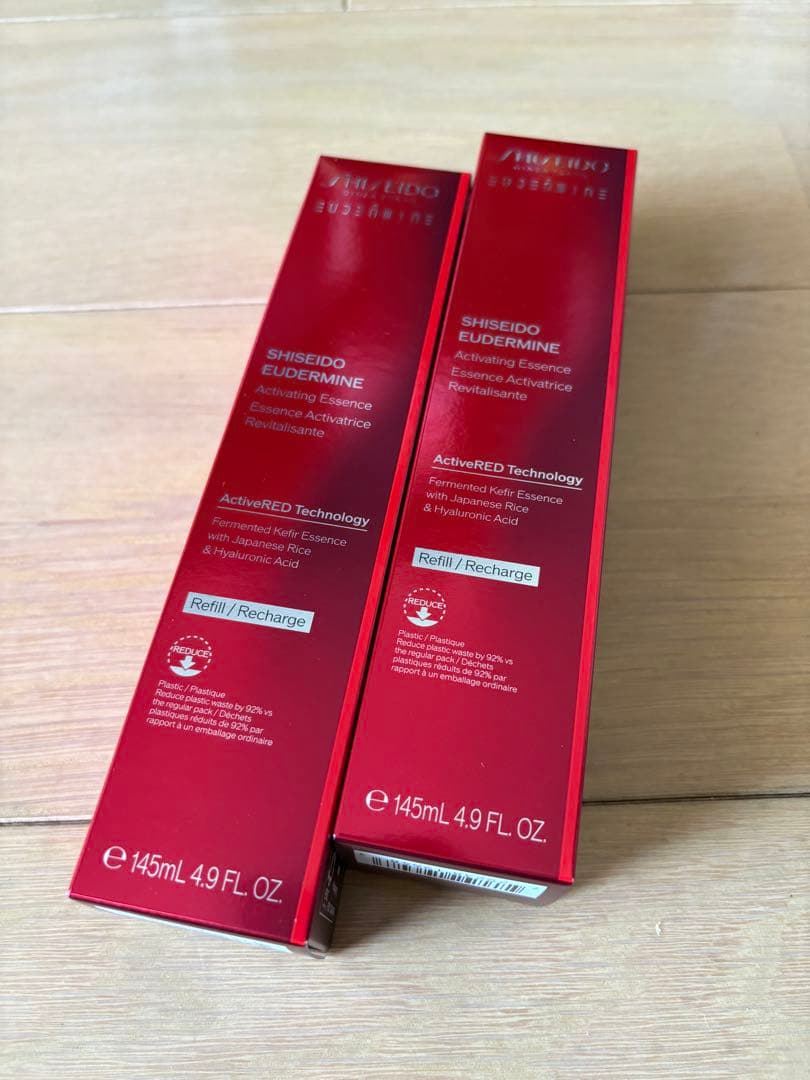 SHISEIDO
GINZA TOKYO
EUDERMINE
SHISEIDO
EUDERMINE
Activating Essence
Essence Activatrice
Revitalisante
ActiveRED Technology
Fermented Kefir Essence
with Japanese Rice
& Hyaluronic Acid
Refill / Recharge
REDUCE
Plastic / Plastique
Reduce plastic waste by 92% vs
the regular pack / Déchets
plastiques réduits de 92% par
rapport à un emballage ordinaire
e 145mL 4.9 FL. OZ.
SHISEIDO
GINZA TOKYO
EUDERMINE
SHISEIDO
EUDERMINE
Activating Essence
Essence Activatrice
Revitalisante
ActiveRED Technology
Fermented Kefir Essence
with Japanese Rice
& Hyaluronic Acid
Refill / Recharge
REDUCE
Plastic / Plastique
Reduce plastic waste by 92% vs
the regular pack / Déchets
plastiques réduits de 92% par
rapport à un emballage ordinaire
e 145mL 4.9 FL. OZ.